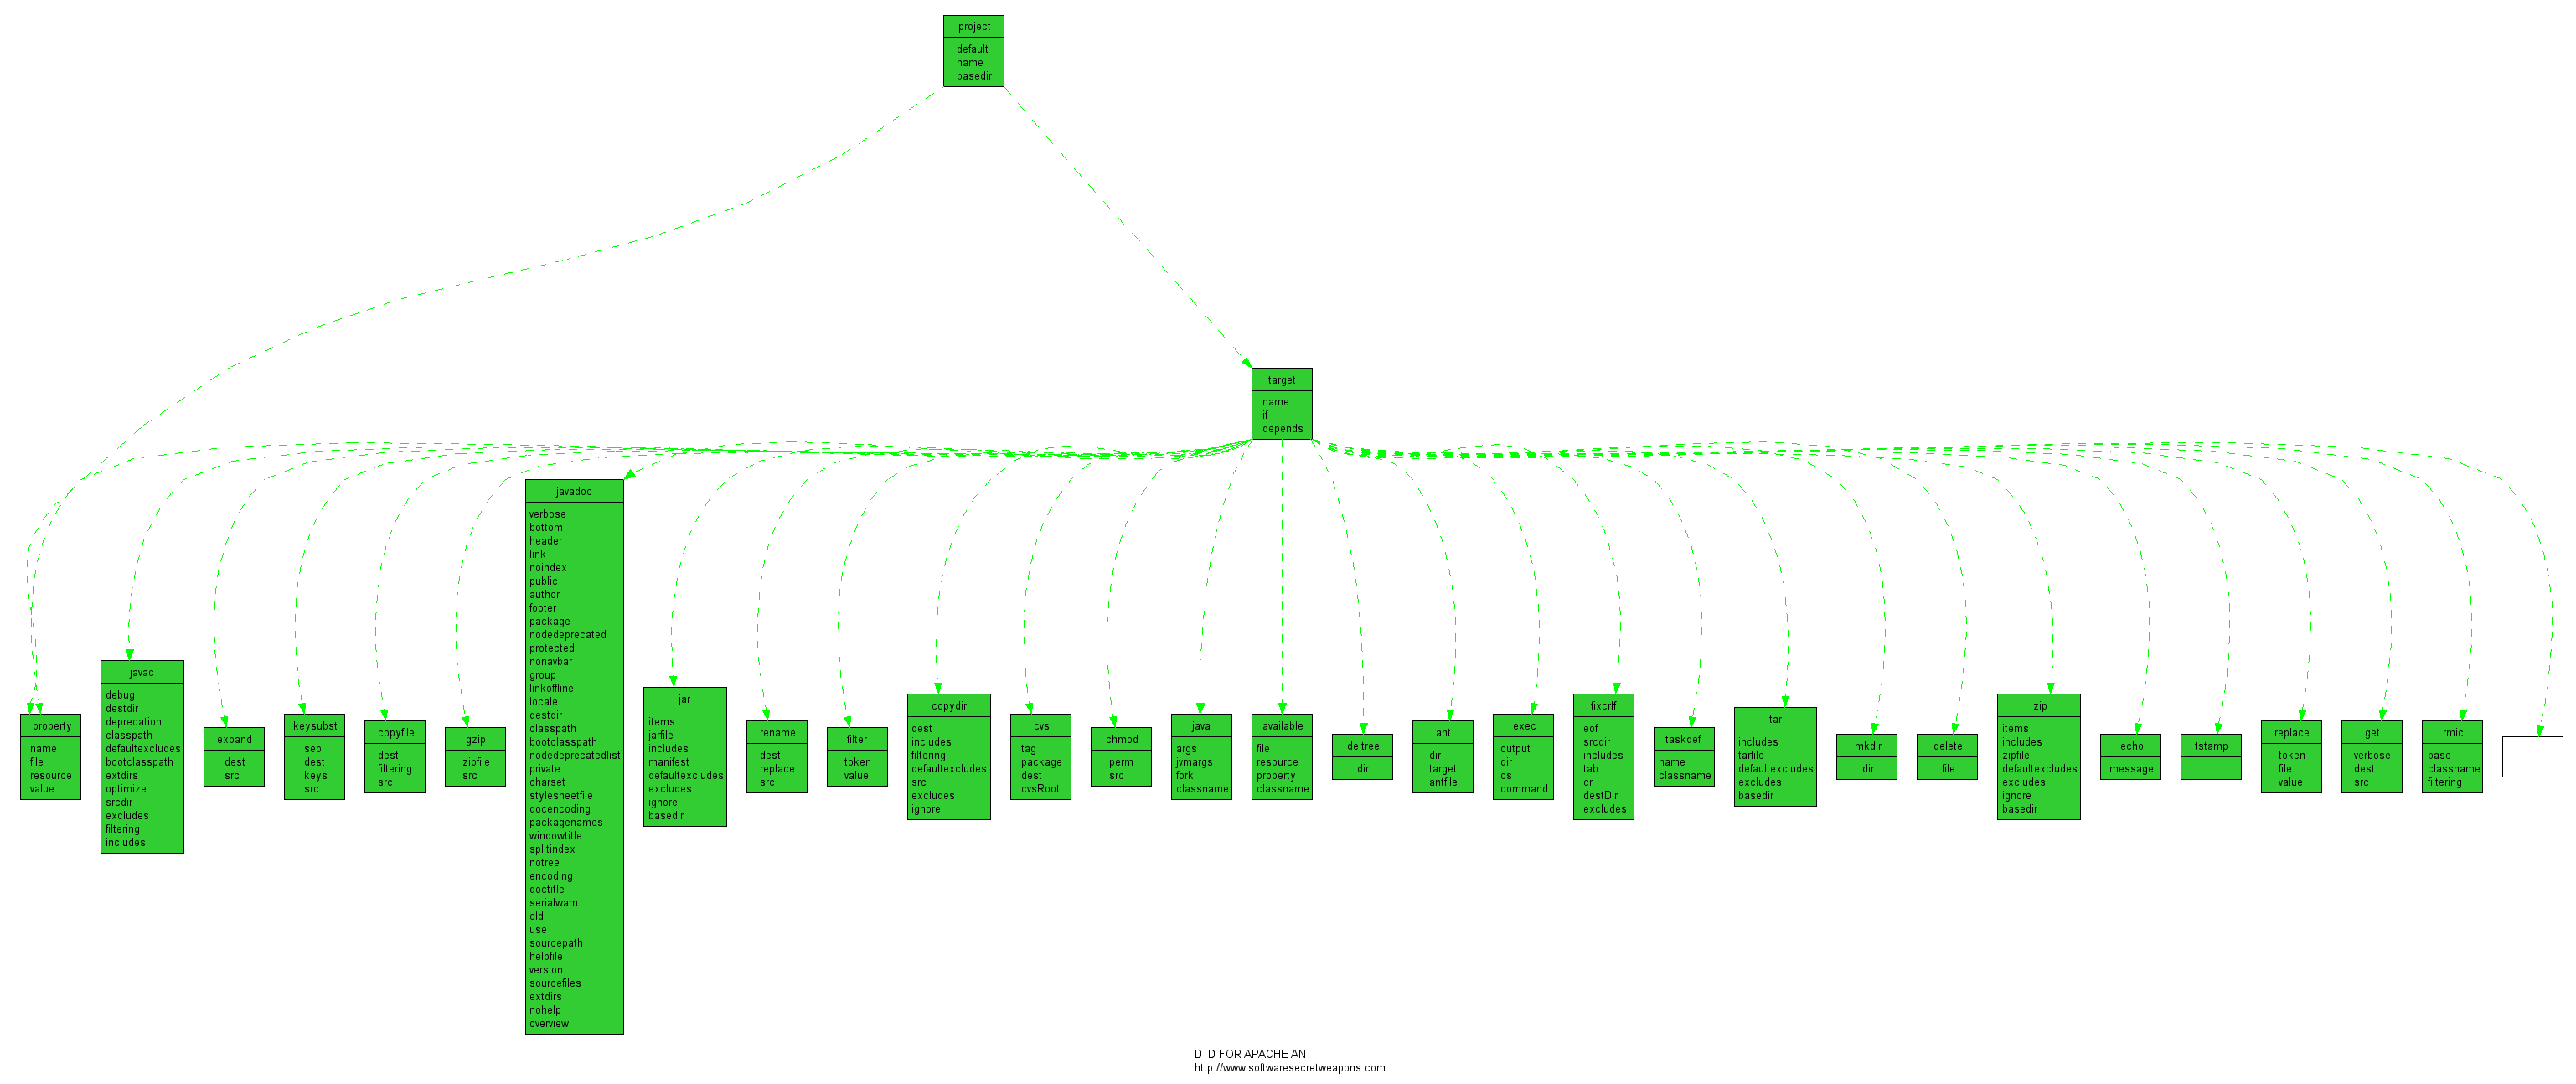 project
default
name
basedir
target
name
if
depends
property
name
file
resource
value
javac
debug
destdir
deprecation
classpath
defaultexcludes
bootclasspath
extdirs
optimize
srcdir
excludes
filtering
includes
expand
dest
src
keysubst
sep
dest
keys
src
copyfile
dest
filtering
src
gzip
zipfile
src
javadoc
verbose
bottom
header
link
noindex
public
author
footer
package
nodedeprecated
protected
nonavbar
group
linkoffline
locale
destdir
classpath
bootclasspath
nodedeprecatedlist
private
charset
stylesheetfile
docencoding
packagenames
windowtitle
splitindex
notree
encoding
doctitle
serialwarn
old
use
sourcepath
helpfile
version
sourcefiles
extdirs
nohelp
overview
jar
items
jarfile
includes
manifest
defaultexcludes
excludes
ignore
basedir
rename
dest
replace
src
filter
token
value
copydir
dest
includes
filtering
defaultexcludes
src
excludes
ignore
cvs
tag
package
dest
cvsRoot
chmod
perm
src
java
args
jvmargs
fork
classname
available
file
resource
property
classname
deltree
dir
ant
dir
target
antfile
exec
output
dir
os
command
fixcrlf
eof
srcdir
includes
tab
cr
destDir
excludes
taskdef
name
classname
tar
includes
tarfile
defaultexcludes
excludes
basedir
mkdir
dir
delete
file
zip
items
includes
zipfile
defaultexcludes
excludes
ignore
basedir
echo
message
tstamp
replace
token
file
value
get
verbose
dest
src
rmic
base
classname
filtering
DTD FOR APACHE ANT
http://www.softwaresecretweapons.com